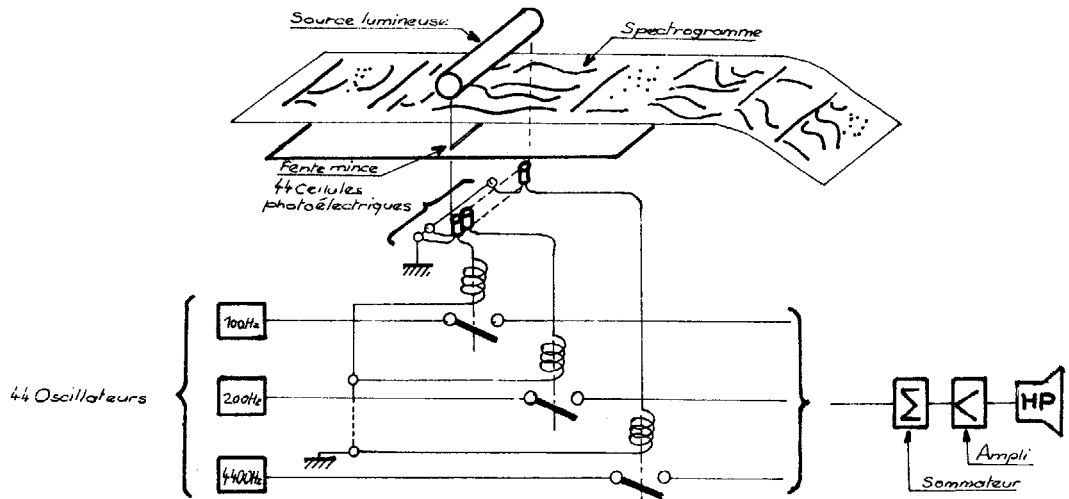 Source lumineuse
Spectrogramme
Fente mince
44 Cellules
photoélectriques
100Hz
44 Oscillateurs
200Hz
Σ
HP
Ampli
4400Hz
Sommateur